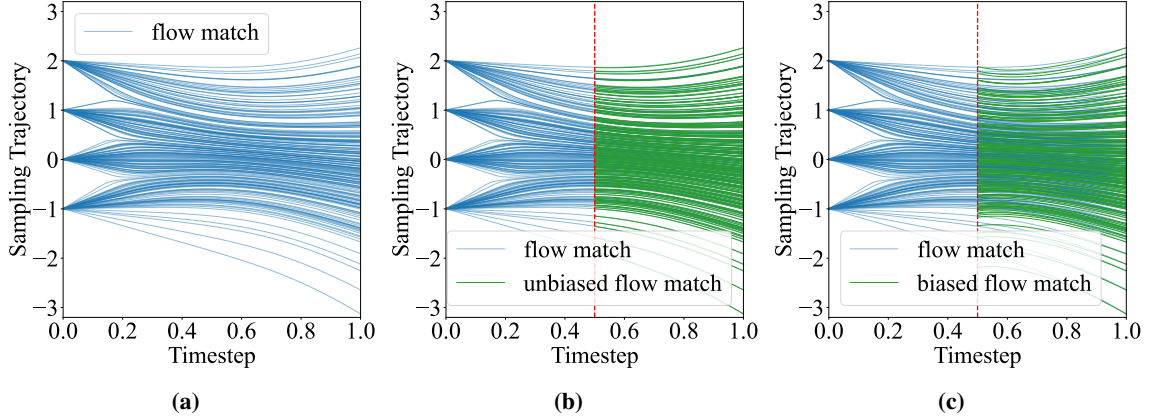 flow match
Sampling Trajectory
3
2
1
0
−1
−2
−3
0.0 0.2 0.4 0.6 0.8 1.0
Timestep
(a)
flow match
unbiased flow match
Sampling Trajectory
3
2
1
0
−1
−2
−3
0.0 0.2 0.4 0.6 0.8 1.0
Timestep
(b)
flow match
biased flow match
Sampling Trajectory
3
2
1
0
−1
−2
−3
0.0 0.2 0.4 0.6 0.8 1.0
Timestep
(c)